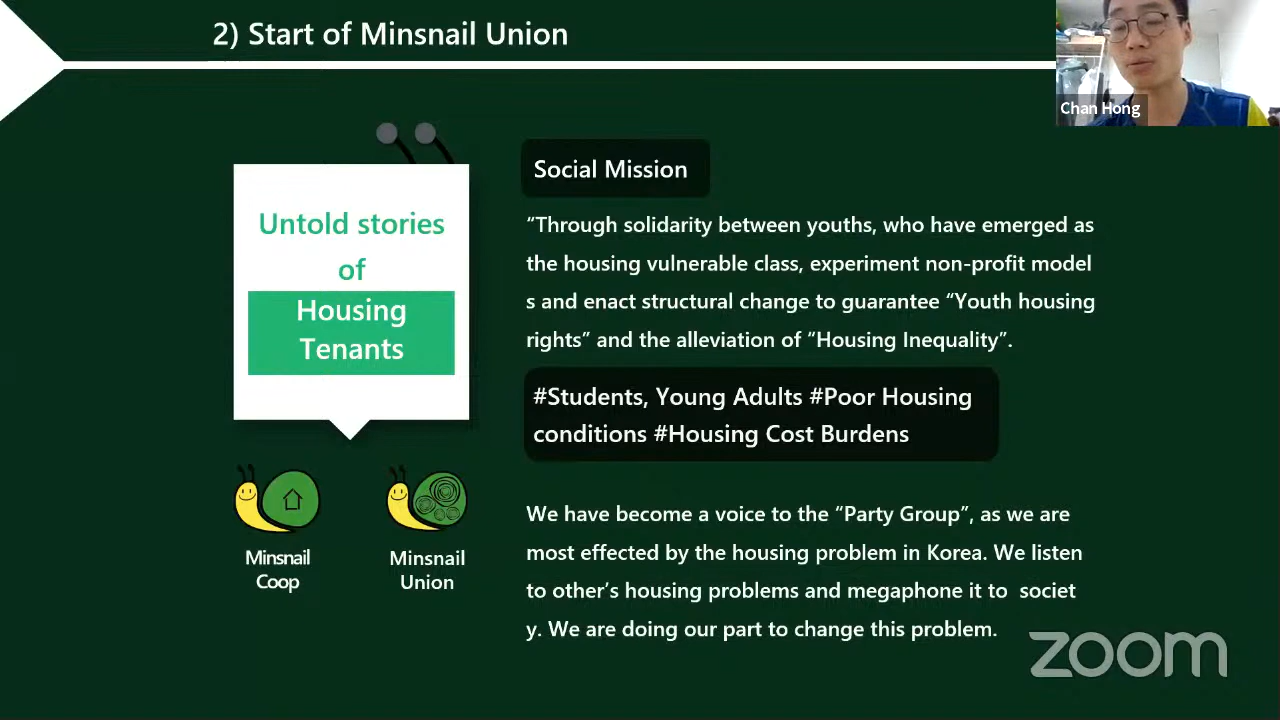 2) Start of Minsnail Union
Chan Hong
Untold stories
of
Housing
Tenants
Social Mission
“Through solidarity between youths, who have emerged as
the housing vulnerable class, experiment non-profit model
s and enact structural change to guarantee “Youth housing
rights” and the alleviation of “Housing Inequality”.
#Students, Young Adults #Poor Housing
conditions #Housing Cost Burdens
Minsnail
Coop
Minsnail
Union
We have become a voice to the “Party Group”, as we are
most effected by the housing problem in Korea. We listen
to other’s housing problems and megaphone it to societ
y. We are doing our part to change this problem.
zoom